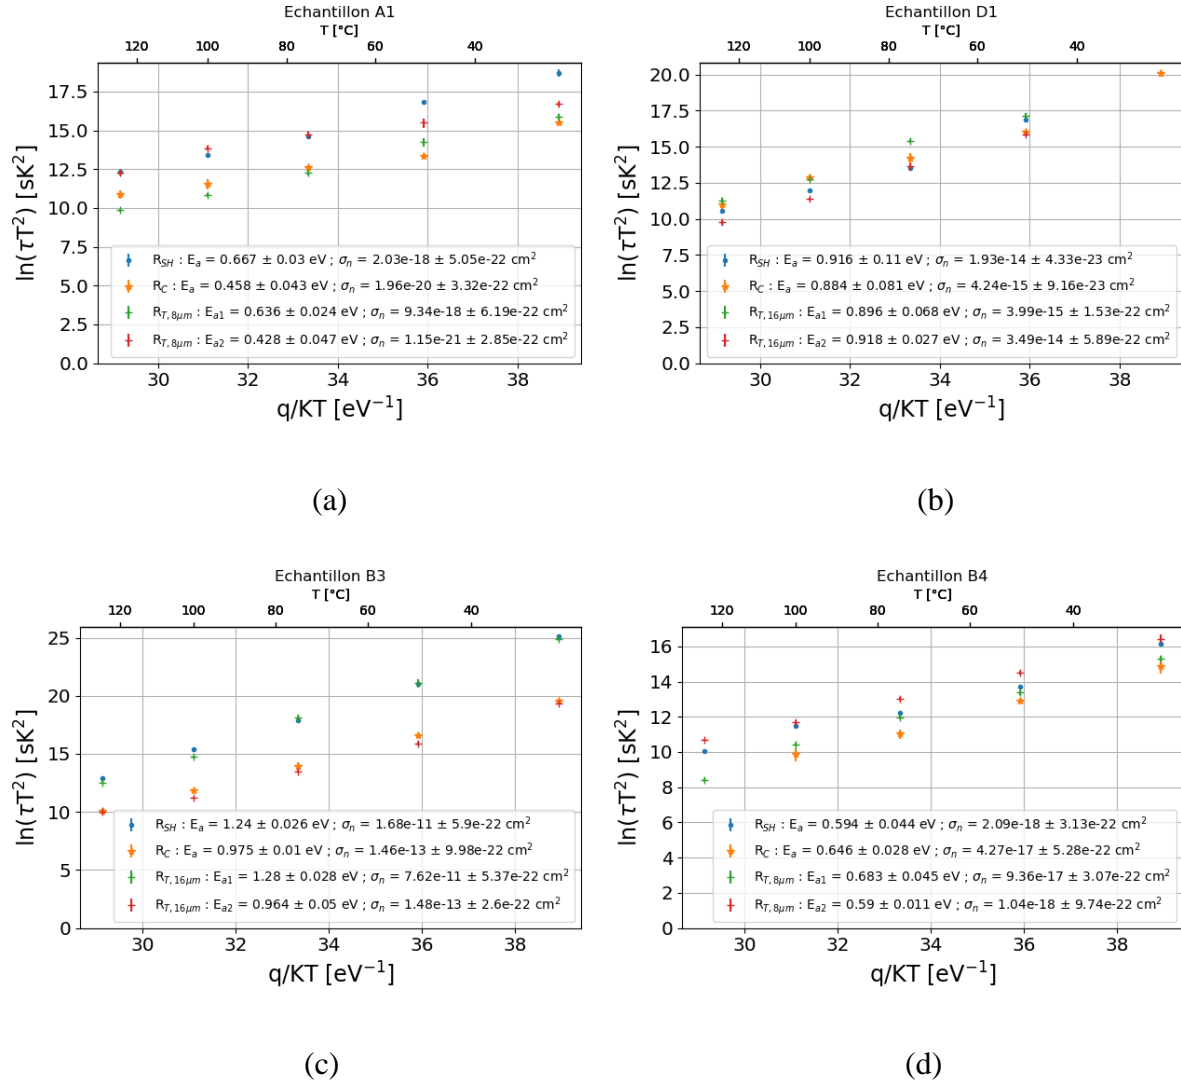 Echantillon A1
T [°C]
120 100 80 60 40
ln(τT²) [sK²]
17.5
15.0
12.5
10.0
7.5
5.0
2.5
0.0
R_SH : E_a = 0.667 ± 0.03 eV ; σ_n = 2.03e-18 ± 5.05e-22 cm²
R_C : E_a = 0.458 ± 0.043 eV ; σ_n = 1.96e-20 ± 3.32e-22 cm²
R_T,8μm : E_a1 = 0.636 ± 0.024 eV ; σ_n = 9.34e-18 ± 6.19e-22 cm²
R_T,8μm : E_a2 = 0.428 ± 0.047 eV ; σ_n = 1.15e-21 ± 2.85e-22 cm²
30 32 34 36 38
q/KT [eV⁻¹]
(a)
Echantillon D1
T [°C]
120 100 80 60 40
ln(τT²) [sK²]
20.0
17.5
15.0
12.5
10.0
7.5
5.0
2.5
0.0
R_SH : E_a = 0.916 ± 0.11 eV ; σ_n = 1.93e-14 ± 4.33e-23 cm²
R_C : E_a = 0.884 ± 0.081 eV ; σ_n = 4.24e-15 ± 9.16e-23 cm²
R_T,16μm : E_a1 = 0.896 ± 0.068 eV ; σ_n = 3.99e-15 ± 1.53e-22 cm²
R_T,16μm : E_a2 = 0.918 ± 0.027 eV ; σ_n = 3.49e-14 ± 5.89e-22 cm²
30 32 34 36 38
q/KT [eV⁻¹]
(b)
Echantillon B3
T [°C]
120 100 80 60 40
ln(τT²) [sK²]
25
20
15
10
5
0
R_SH : E_a = 1.24 ± 0.026 eV ; σ_n = 1.68e-11 ± 5.9e-22 cm²
R_C : E_a = 0.975 ± 0.01 eV ; σ_n = 1.46e-13 ± 9.98e-22 cm²
R_T,16μm : E_a1 = 1.28 ± 0.028 eV ; σ_n = 7.62e-11 ± 5.37e-22 cm²
R_T,16μm : E_a2 = 0.964 ± 0.05 eV ; σ_n = 1.48e-13 ± 2.6e-22 cm²
30 32 34 36 38
q/KT [eV⁻¹]
(c)
Echantillon B4
T [°C]
120 100 80 60 40
ln(τT²) [sK²]
16
14
12
10
8
6
4
2
0
R_SH : E_a = 0.594 ± 0.044 eV ; σ_n = 2.09e-18 ± 3.13e-22 cm²
R_C : E_a = 0.646 ± 0.028 eV ; σ_n = 4.27e-17 ± 5.28e-22 cm²
R_T,8μm : E_a1 = 0.683 ± 0.045 eV ; σ_n = 9.36e-17 ± 3.07e-22 cm²
R_T,8μm : E_a2 = 0.59 ± 0.011 eV ; σ_n = 1.04e-18 ± 9.74e-22 cm²
30 32 34 36 38
q/KT [eV⁻¹]
(d)